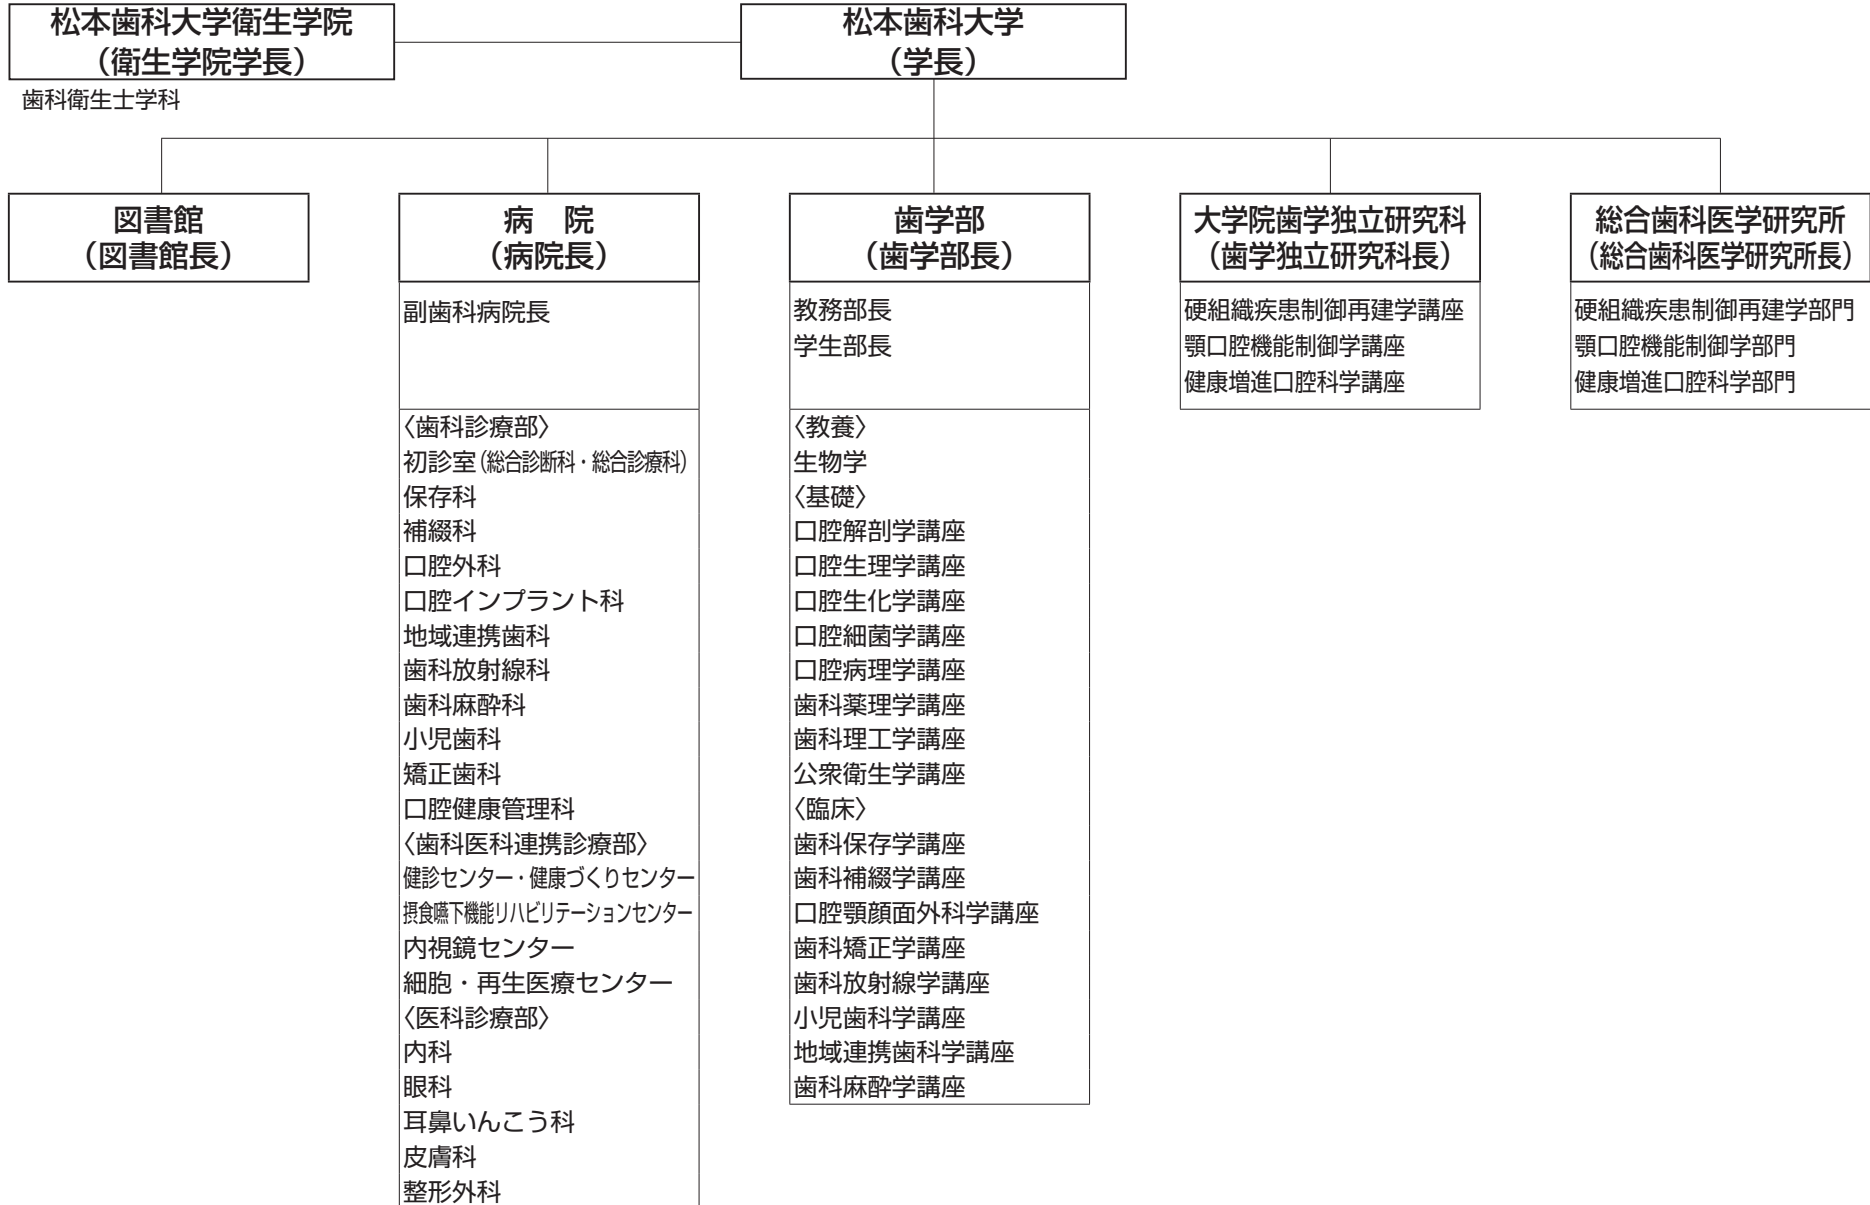 松本歯科大学衛生学院
（衛生学院学長）
歯科衛生士学科
松本歯科大学
（学長）
図書館
（図書館長）
病　院
（病院長）
副歯科病院長
〈歯科診療部〉
初診室（総合診断科・総合診療科）
保存科
補綴科
口腔外科
口腔インプラント科
地域連携歯科
歯科放射線科
歯科麻酔科
小児歯科
矯正歯科
口腔健康管理科
〈歯科医科連携診療部〉
健診センター・健康づくりセンター
摂食嚥下機能リハビリテーションセンター
内視鏡センター
細胞・再生医療センター
〈医科診療部〉
内科
眼科
耳鼻いんこう科
皮膚科
整形外科
歯学部
（歯学部長）
教務部長
学生部長
〈教養〉
生物学
〈基礎〉
口腔解剖学講座
口腔生理学講座
口腔生化学講座
口腔細菌学講座
口腔病理学講座
歯科薬理学講座
歯科理工学講座
公衆衛生学講座
〈臨床〉
歯科保存学講座
歯科補綴学講座
口腔顎顔面外科学講座
歯科矯正学講座
歯科放射線学講座
小児歯科学講座
地域連携歯科学講座
歯科麻酔学講座
大学院歯学独立研究科
（歯学独立研究科長）
硬組織疾患制御再建学講座
顎口腔機能制御学講座
健康増進口腔科学講座
総合歯科医学研究所
（総合歯科医学研究所長）
硬組織疾患制御再建学部門
顎口腔機能制御学部門
健康増進口腔科学部門